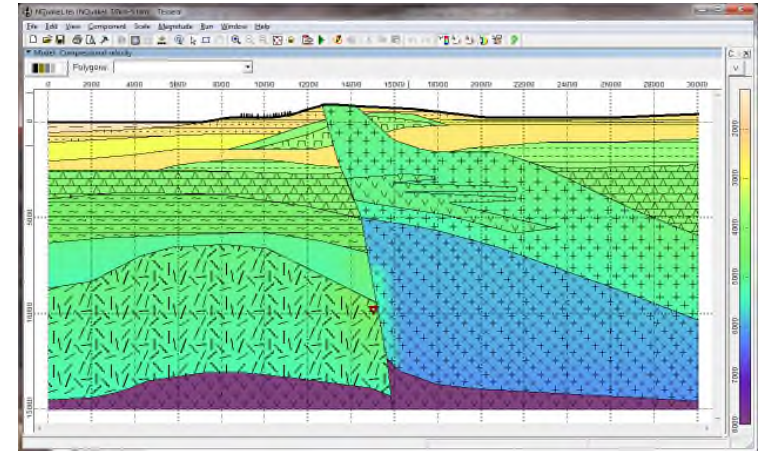 File Edit View Component Scale Magnitude Run Window Help
Model: Compressional velocity
Polygons:
0 2000 4000 6000 8000 10000 12000 14000 16000 18000 20000 22000 24000 26000 28000 30000
0
5000
10000
15000
2000
3000
4000
5000
6000
7000
8000